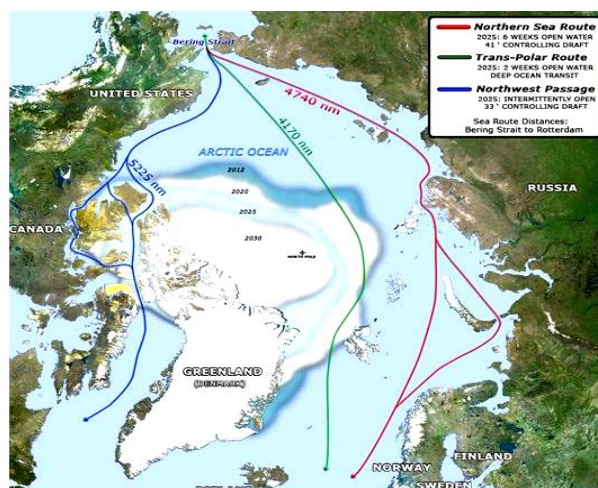 Bering Strait
Northern Sea Route
2025: 6 WEEKS OPEN WATER
41 ' CONTROLLING DRAFT
Trans-Polar Route
2025: 2 WEEKS OPEN WATER
DEEP OCEAN TRANSIT
Northwest Passage
2025: INTERMITTENTLY OPEN
33 ' CONTROLLING DRAFT
Sea Route Distances:
Bering Strait to Rotterdam
UNITED STATES
4740 nm
4170 nm
ARCTIC OCEAN
5225 nm
2012
2020
2025
2030
NORTH POLE
RUSSIA
CANADA
GREENLAND
(DENMARK)
FINLAND
NORWAY
SWEDEN